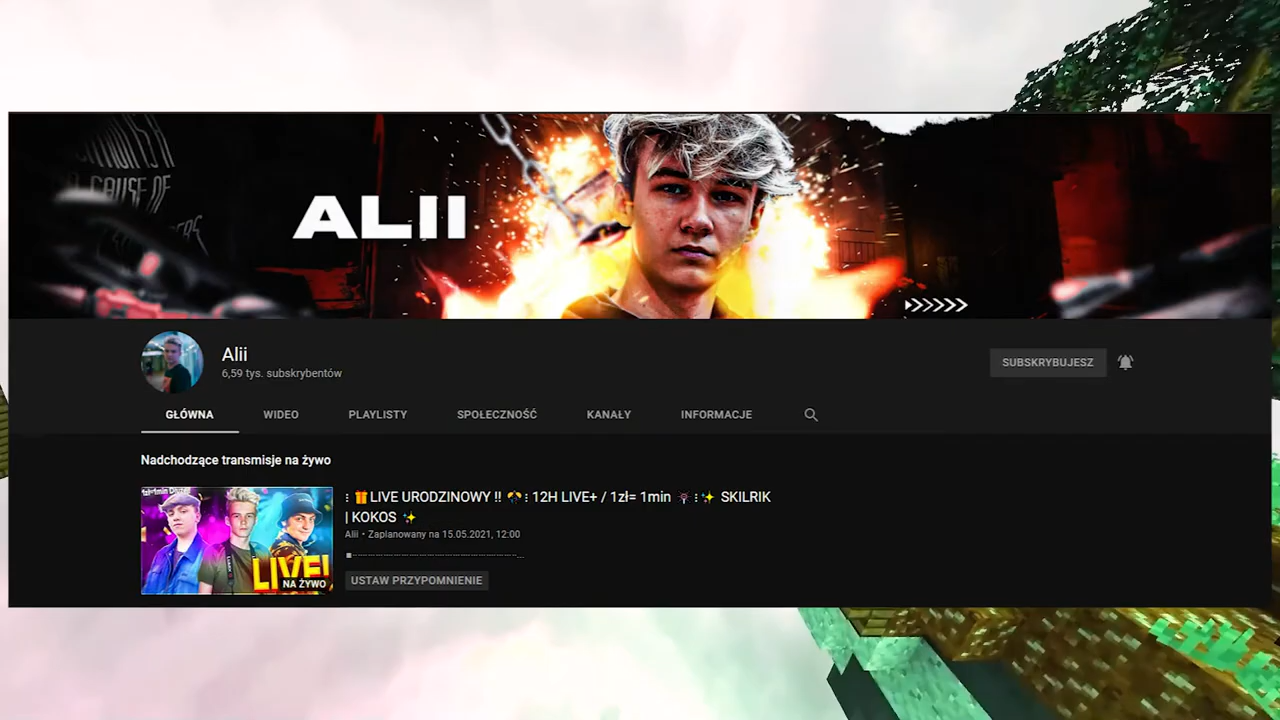 CAUSE OF
ALII
Alii
6,59 tys. subskrybentów
SUBSKRYBUJESZ
GŁÓWNA WIDEO PLAYLISTY SPOŁECZNOŚĆ KANAŁY INFORMACJE
Nadchodzące transmisje na żywo
LIVE!
NA ŻYWO
⋮ 🎁LIVE URODZINOWY !! 🎊⋮ 12H LIVE+ / 1zł= 1min 🎈⋮✨ SKILRIK
| KOKOS ✨
Alii • Zaplanowany na 15.05.2021, 12:00
USTAW PRZYPOMNIENIE